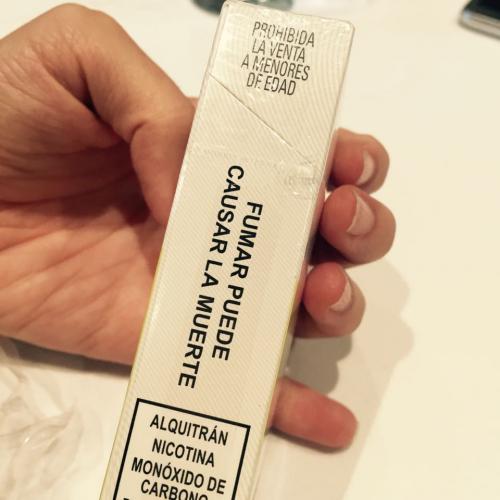 PROHIBIDA
LA VENTA
A MENORES
DE EDAD
FUMAR PUEDE
CAUSAR LA MUERTE
ALQUITRÁN
NICOTINA
MONÓXIDO DE
CARBONO